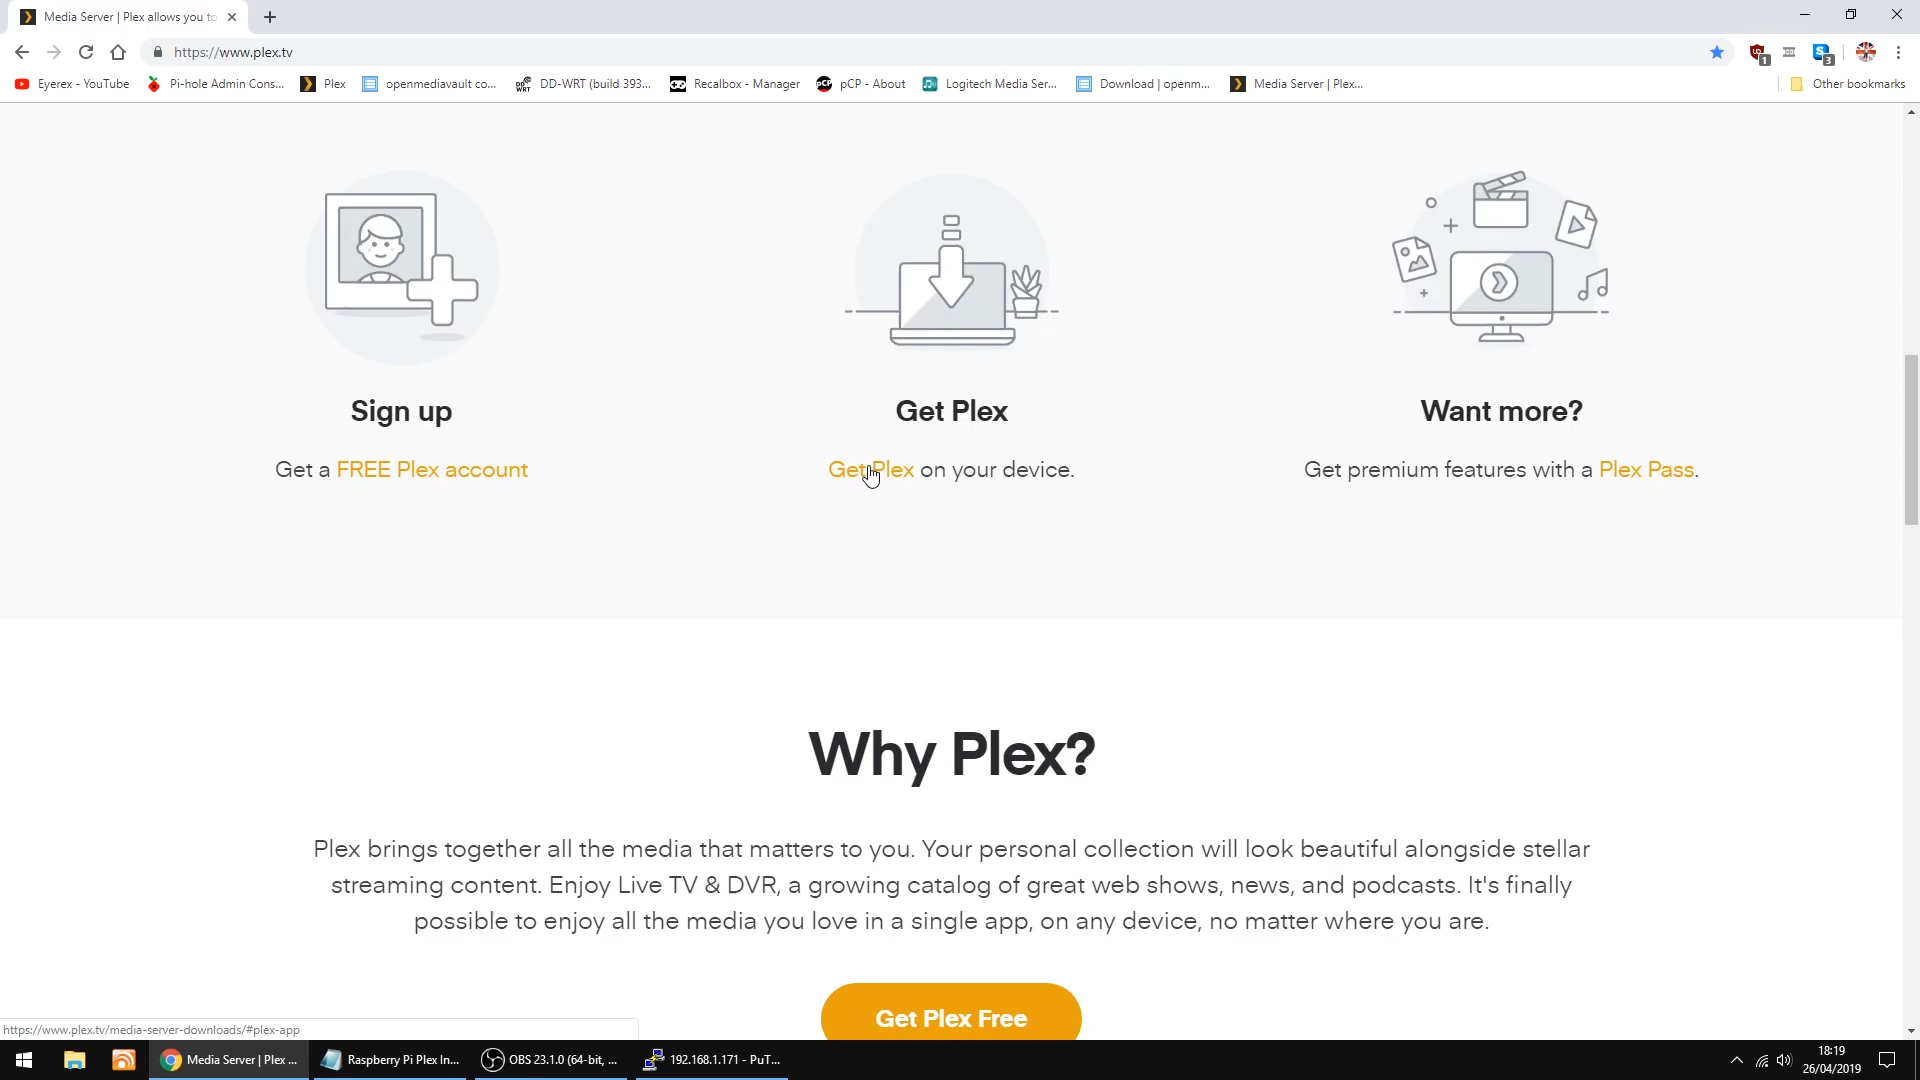 Media Server | Plex allows you to
https://www.plex.tv
1
3
Eyerex - YouTube
Pi-hole Admin Cons...
Plex
openmediavault co...
DD-WRT (build 393...
Recalbox - Manager
pCP - About
Logitech Media Ser...
Download | openm...
Media Server | Plex...
Other bookmarks
Sign up
Get a FREE Plex account
Get Plex
Get Plex on your device.
Want more?
Get premium features with a Plex Pass.
Why Plex?
Plex brings together all the media that matters to you. Your personal collection will look beautiful alongside stellar
streaming content. Enjoy Live TV & DVR, a growing catalog of great web shows, news, and podcasts. It's finally
possible to enjoy all the media you love in a single app, on any device, no matter where you are.
Get Plex Free
https://www.plex.tv/media-server-downloads/#plex-app
Media Server | Plex ...
Raspberry Pi Plex In...
OBS 23.1.0 (64-bit, ...
192.168.1.171 - PuT...
18:19
26/04/2019